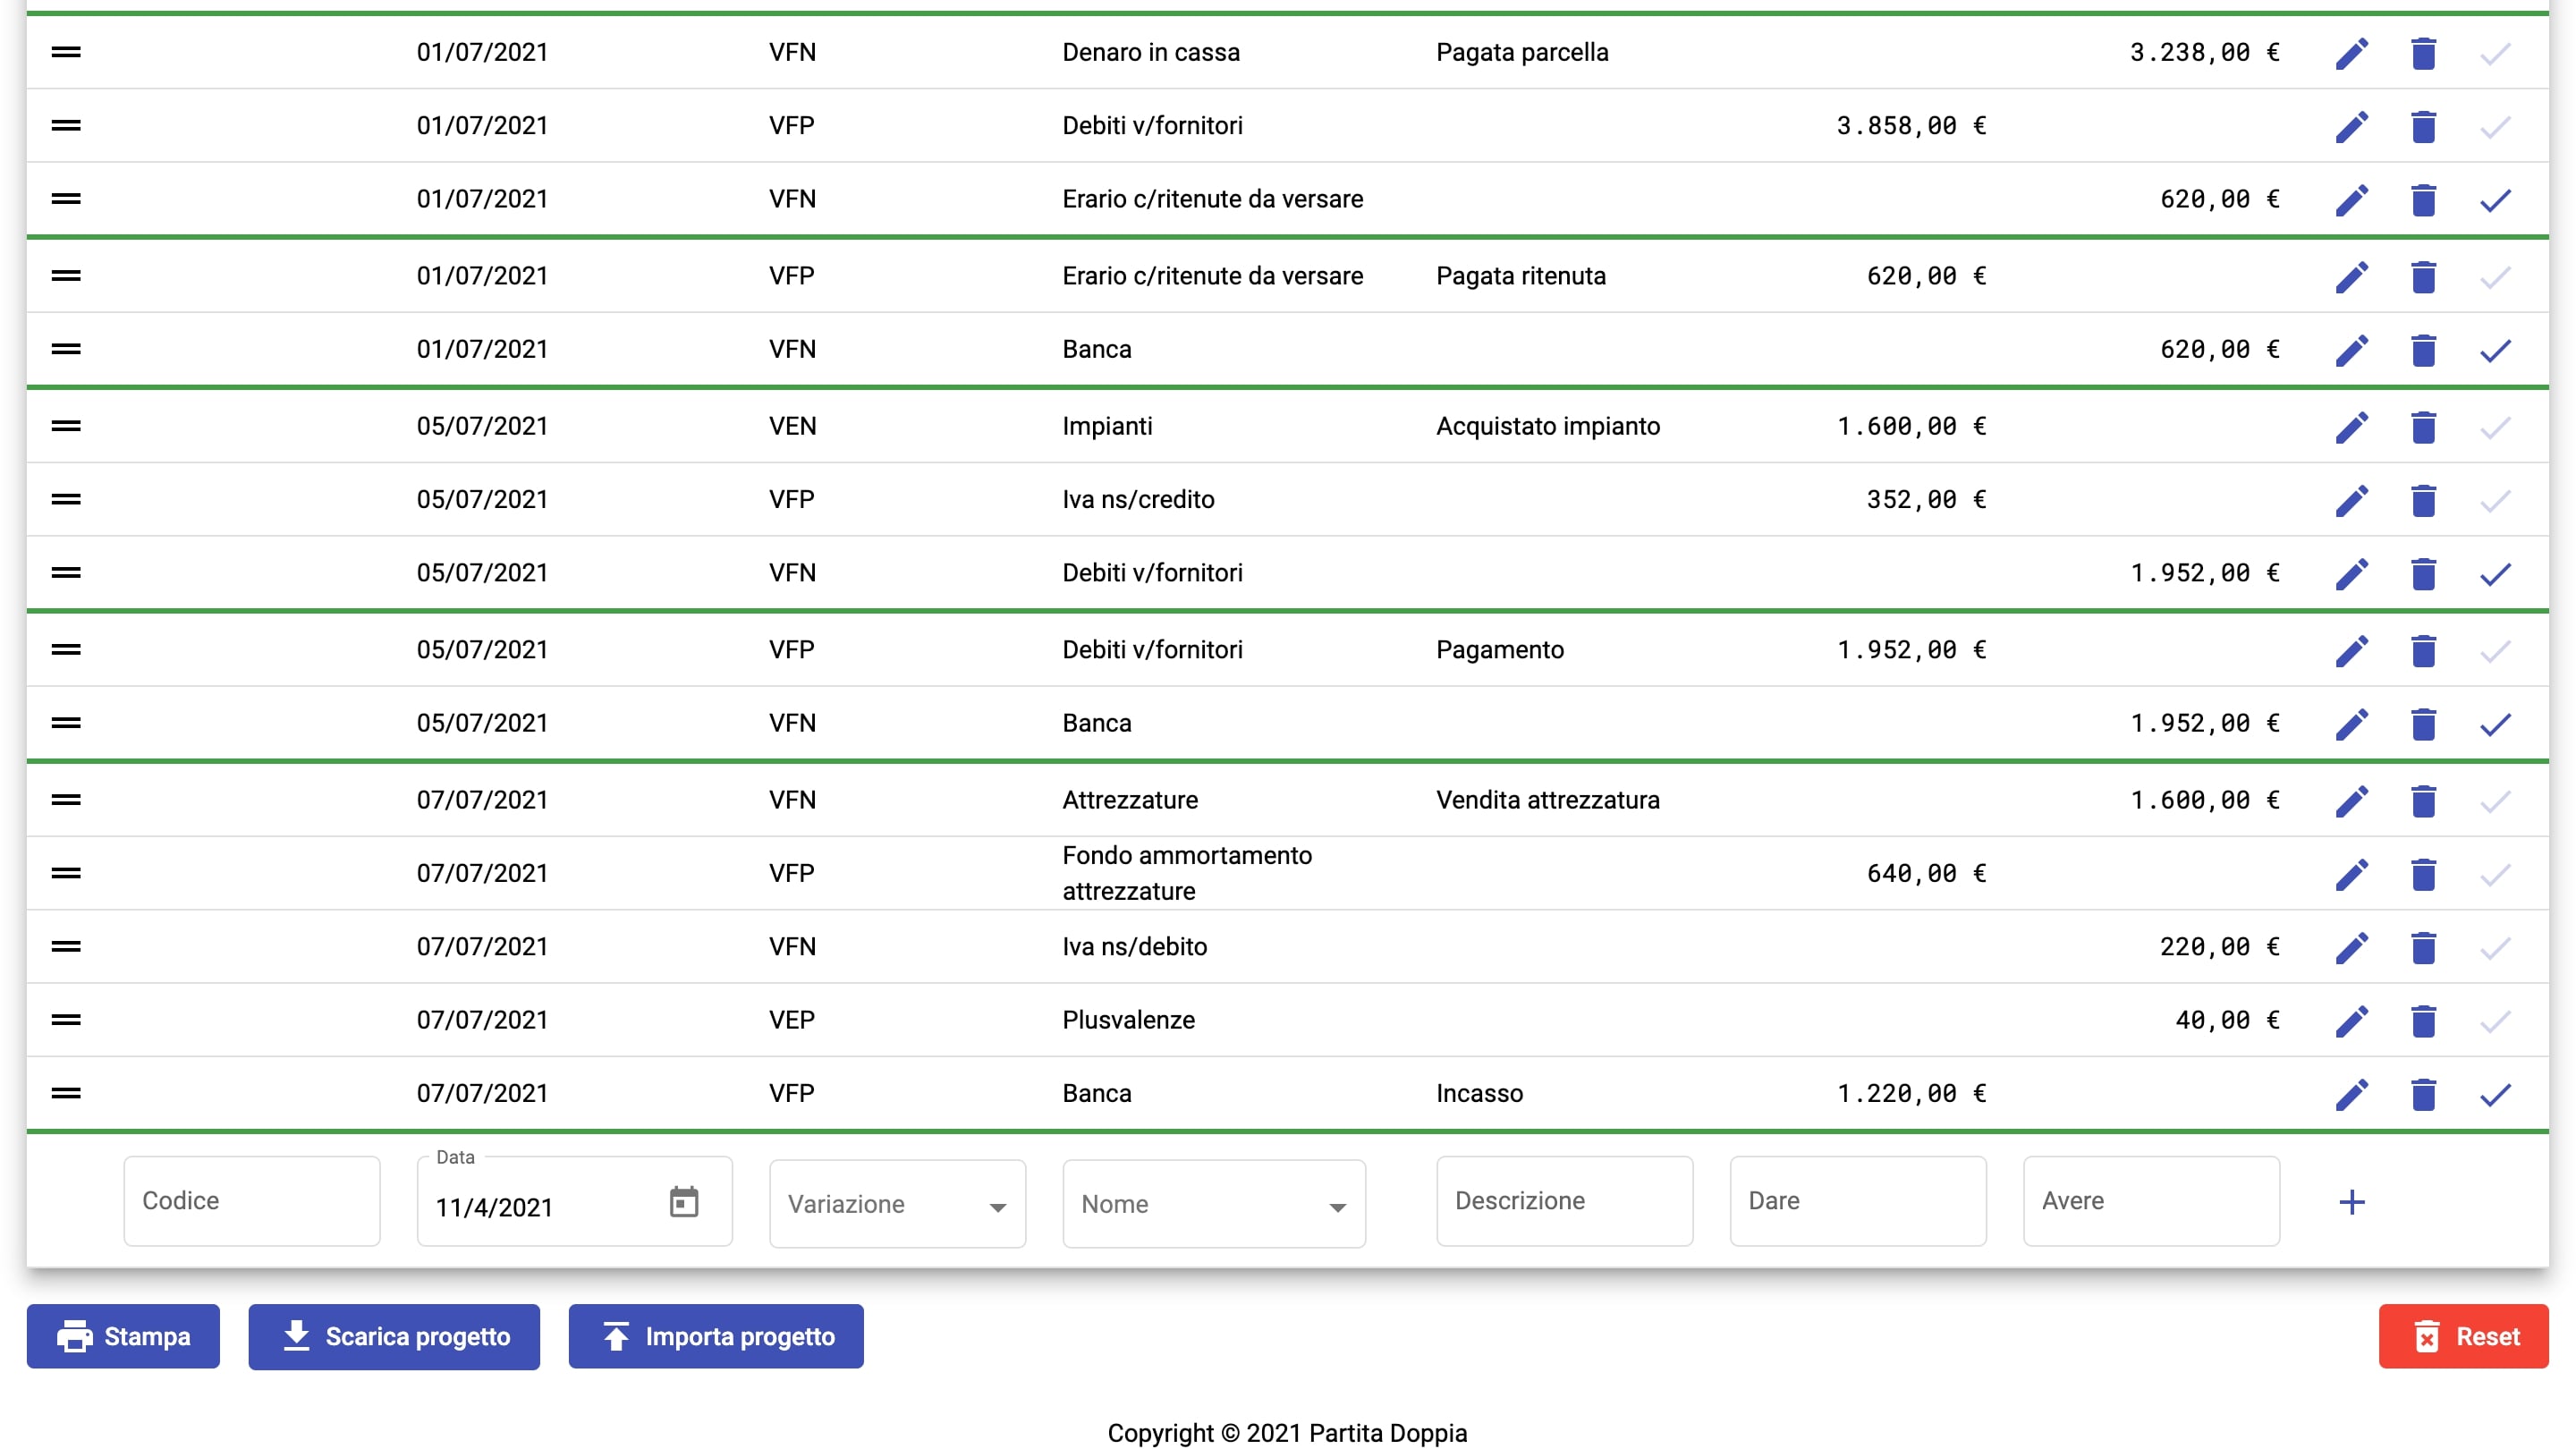 01/07/2021 VFN Denaro in cassa Pagata parcella 3.238,00 €
01/07/2021 VFP Debiti v/fornitori 3.858,00 €
01/07/2021 VFN Erario c/ritenute da versare 620,00 €
01/07/2021 VFP Erario c/ritenute da versare Pagata ritenuta 620,00 €
01/07/2021 VFN Banca 620,00 €
05/07/2021 VEN Impianti Acquistato impianto 1.600,00 €
05/07/2021 VFP Iva ns/credito 352,00 €
05/07/2021 VFN Debiti v/fornitori 1.952,00 €
05/07/2021 VFP Debiti v/fornitori Pagamento 1.952,00 €
05/07/2021 VFN Banca 1.952,00 €
07/07/2021 VFN Attrezzature Vendita attrezzatura 1.600,00 €
07/07/2021 VFP Fondo ammortamento attrezzature 640,00 €
07/07/2021 VFN Iva ns/debito 220,00 €
07/07/2021 VEP Plusvalenze 40,00 €
07/07/2021 VFP Banca Incasso 1.220,00 €
Data
Codice 11/4/2021 Variazione Nome Descrizione Dare Avere
Stampa Scarica progetto Importa progetto Reset
Copyright © 2021 Partita Doppia